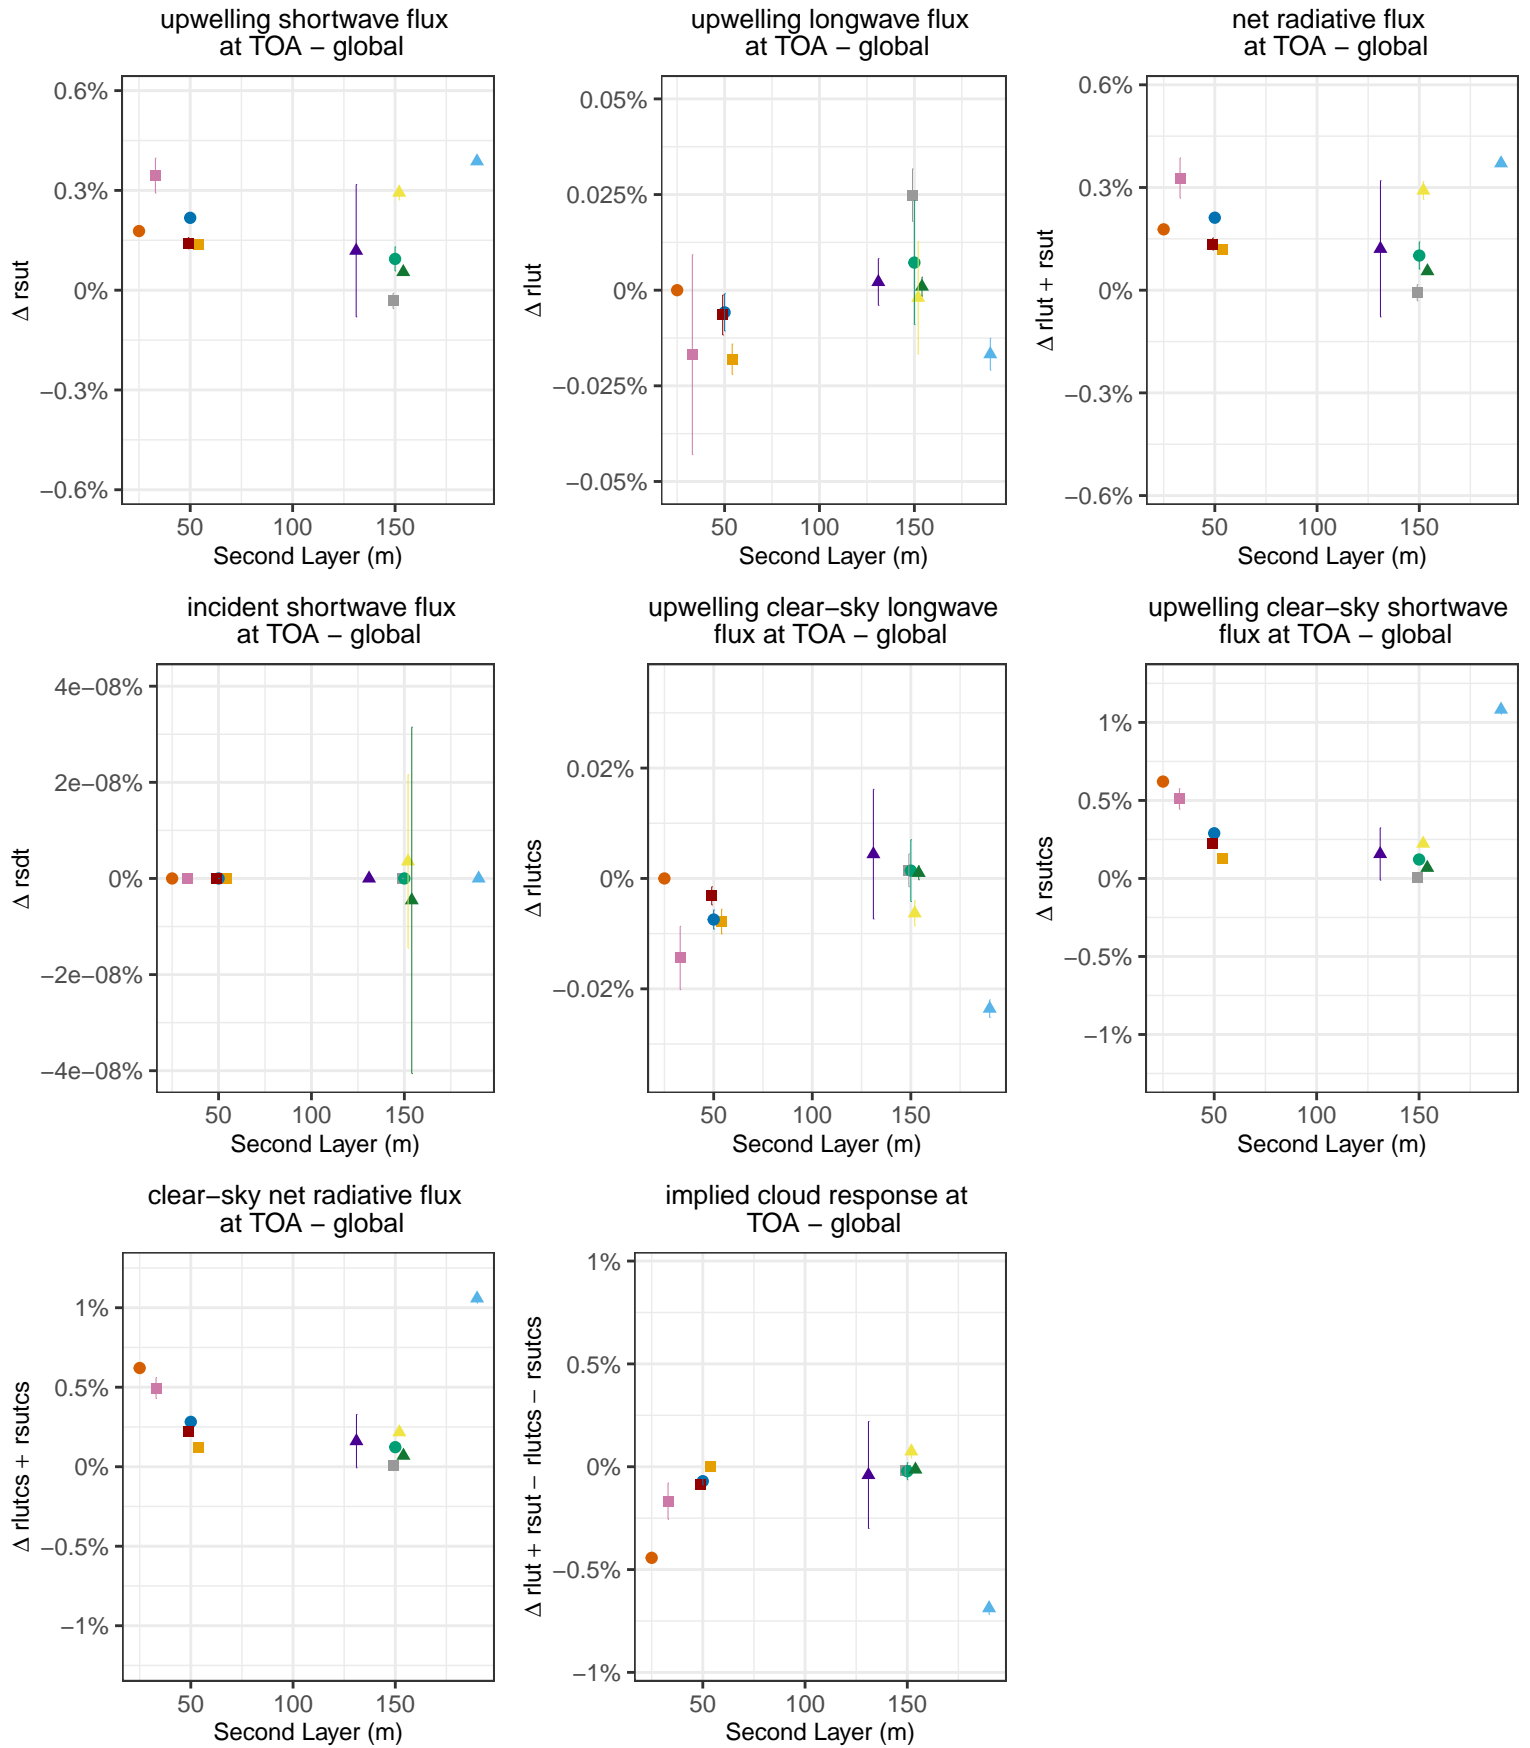 upwelling shortwave flux
at TOA − global
0.6%
0.3%
0%
−0.3%
−0.6%
Δ rsut
50
100
150
Second Layer (m)
upwelling longwave flux
at TOA − global
0.05%
0.025%
0%
−0.025%
−0.05%
Δ rlut
50
100
150
Second Layer (m)
net radiative flux
at TOA − global
0.6%
0.3%
0%
−0.3%
−0.6%
Δ rlut + rsut
50
100
150
Second Layer (m)
incident shortwave flux
at TOA − global
4e−08%
2e−08%
0%
−2e−08%
−4e−08%
Δ rsdt
50
100
150
Second Layer (m)
upwelling clear−sky longwave
flux at TOA − global
0.02%
0%
−0.02%
Δ rlutcs
50
100
150
Second Layer (m)
upwelling clear−sky shortwave
flux at TOA − global
1%
0.5%
0%
−0.5%
−1%
Δ rsutcs
50
100
150
Second Layer (m)
clear−sky net radiative flux
at TOA − global
1%
0.5%
0%
−0.5%
−1%
Δ rlutcs + rsutcs
50
100
150
Second Layer (m)
implied cloud response at
TOA − global
1%
0.5%
0%
−0.5%
−1%
Δ rlut + rsut − rlutcs − rsutcs
50
100
150
Second Layer (m)